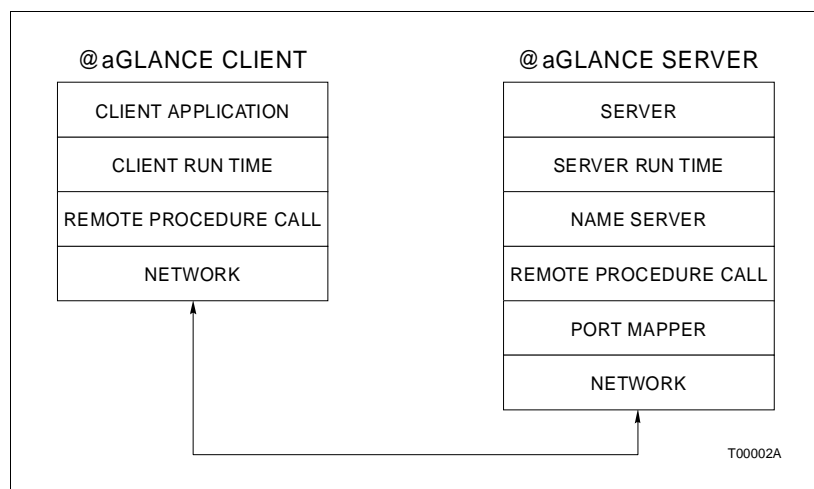 @aGLANCE CLIENT
CLIENT APPLICATION
CLIENT RUN TIME
REMOTE PROCEDURE CALL
NETWORK
@aGLANCE SERVER
SERVER
SERVER RUN TIME
NAME SERVER
REMOTE PROCEDURE CALL
PORT MAPPER
NETWORK
T00002A